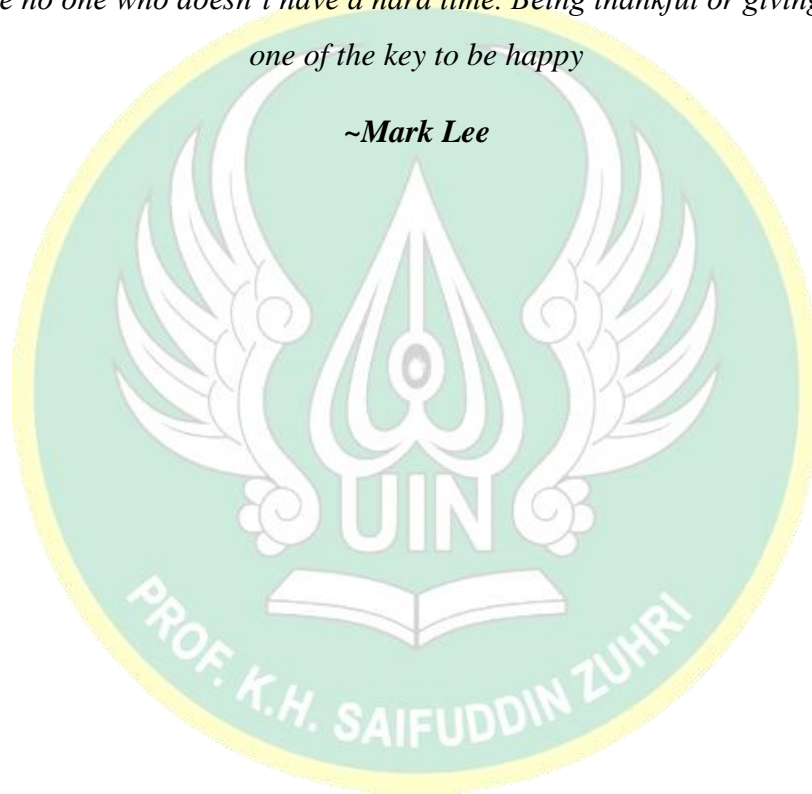 e no one who doesn't have a hard time. Being thankful or giving
one of the key to be happy
~Mark Lee
UIN
PROF. K.H. SAIFUDDIN ZUHRI